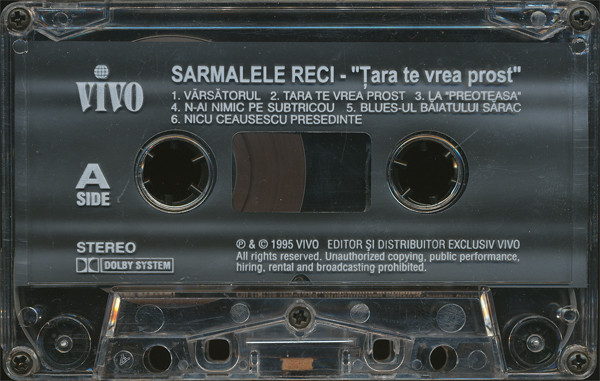 SARMALELE RECI - "Țara te vrea prost"
VIVO
1. VĂRSĂTORUL 2. TARA TE VREA PROST 3. LA "PREOTEASA"
4. N-AI NIMIC PE SUBTRICOU 5. BLUES-UL BĂIATULUI SĂRAC
6. NICU CEAUSESCU PRESEDINTE
A
SIDE
STEREO
DOLBY SYSTEM
℗ & © 1995 VIVO EDITOR ȘI DISTRIBUITOR EXCLUSIV VIVO
All rights reserved. Unauthorized copying, public performance,
hiring, rental and broadcasting prohibited.